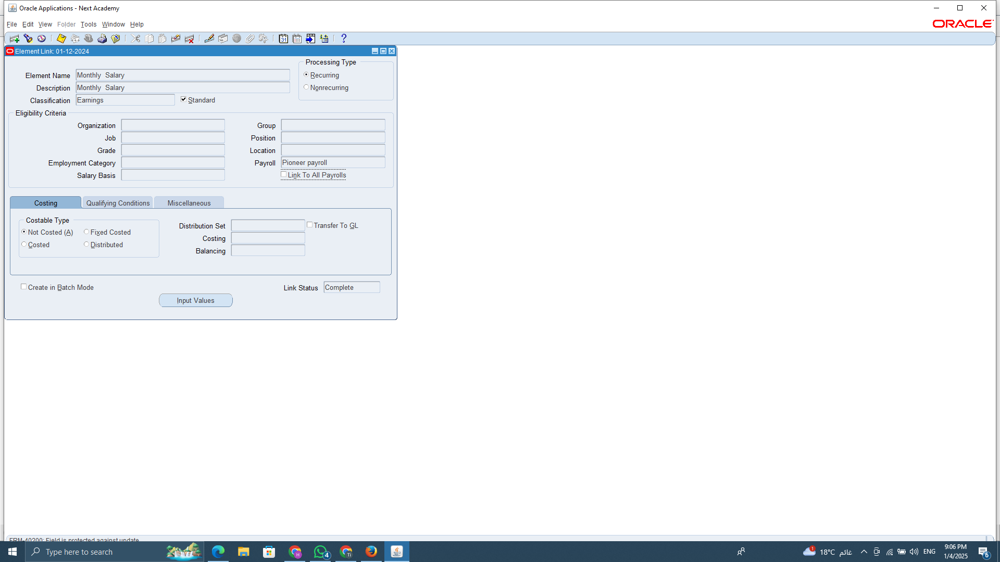 Oracle Applications - Next Academy
File Edit View Folder Tools Window Help
ORACLE
Element Link: 01-12-2024
Processing Type
Element Name Monthly  Salary
Recurring
Description Monthly  Salary
Nonrecurring
Classification Earnings Standard
Eligibility Criteria
Organization Group
Job Position
Grade Location
Employment Category Payroll Pioneer payroll
Salary Basis Link To All Payrolls
Costing Qualifying Conditions Miscellaneous
Costable Type
Distribution Set Transfer To GL
Not Costed (A) Fixed Costed
Costing
Costed Distributed
Balancing
Create in Batch Mode Link Status Complete
Input Values
FRM-40200: Field is protected against update.
Type here to search
H
4
Ti
1
18°C غائم
ENG
9:06 PM
1/4/2025
6
31